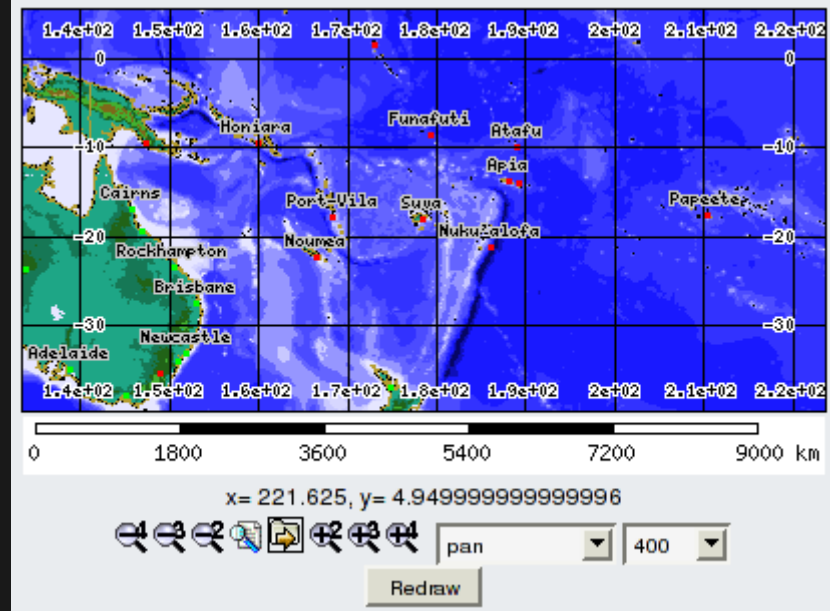 1.4e+02 1.5e+02 1.6e+02 1.7e+02 1.8e+02 1.9e+02 2e+02 2.1e+02 2.2e+02
0 0
Funafuti
Honiara Atafu
-10 -10
Apia
Cairns Port-Vila Suva Papeete
Noumea Nukualofa
-20 -20
Rockhampton
Brisbane
-30 -30
Newcastle
Adelaide
1.4e+02 1.5e+02 1.6e+02 1.7e+02 1.8e+02 1.9e+02 2e+02 2.1e+02 2.2e+02
0 1800 3600 5400 7200 9000 km
x= 221.625, y= 4.9499999999999996
4 3 2 2 3 4 pan 400
Redraw